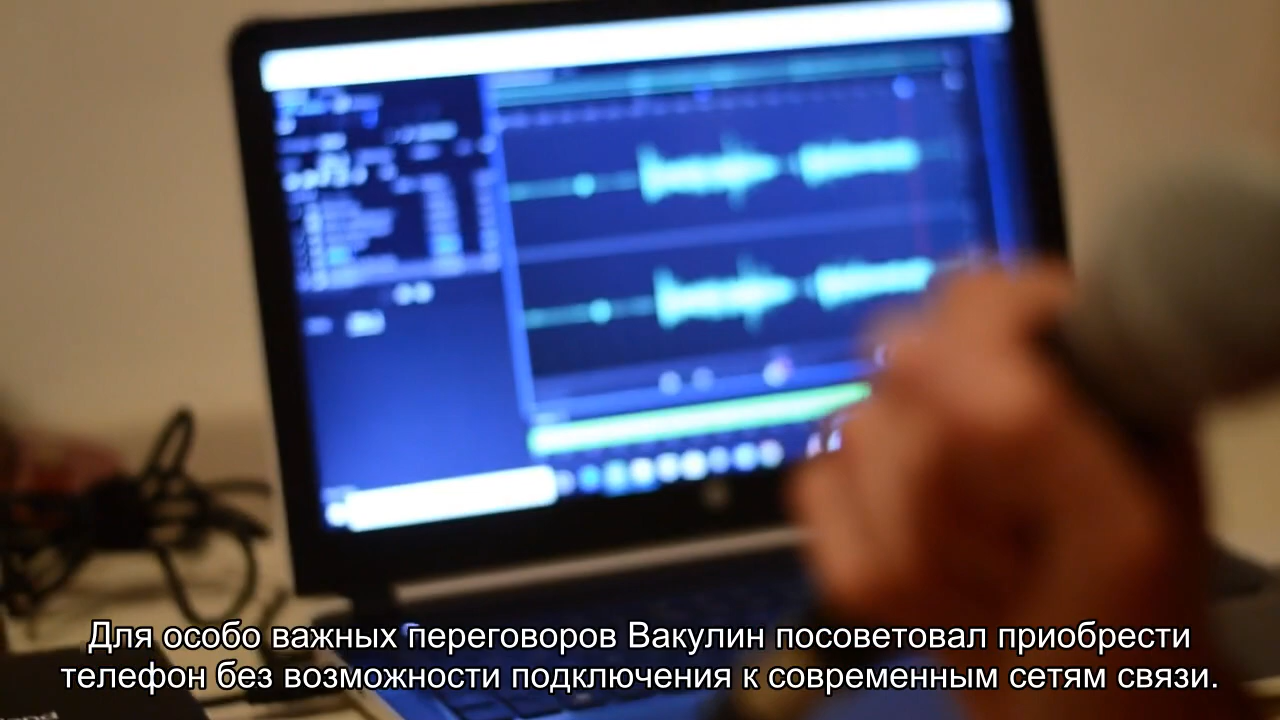 Для особо важных переговоров Вакулин посоветовал приобрести
телефон без возможности подключения к современным сетям связи.